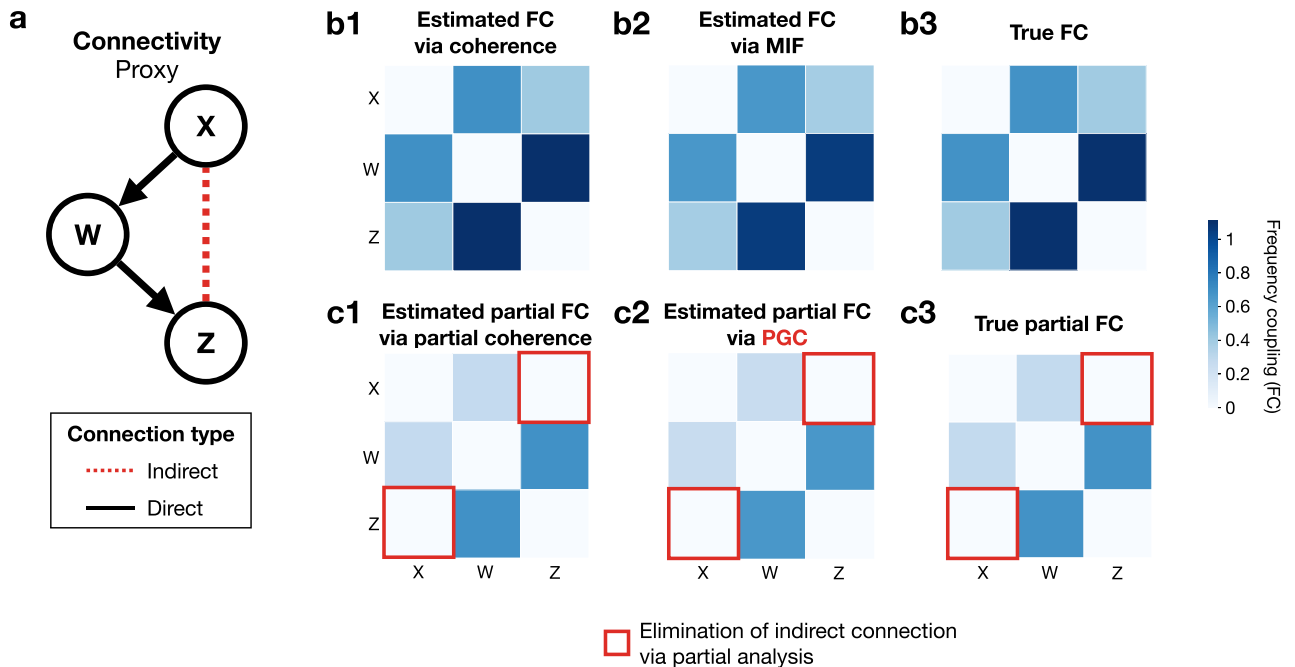 a
Connectivity
Proxy
X
W
Z
Connection type
Indirect
Direct
b1
Estimated FC
via coherence
b2
Estimated FC
via MIF
b3
True FC
X
W
Z
c1
Estimated partial FC
via partial coherence
c2
Estimated partial FC
via PGC
c3
True partial FC
X
W
Z
X W Z
X W Z
X W Z
1
0.8
0.6
0.4
0.2
0
Frequency coupling (FC)
Elimination of indirect connection
via partial analysis